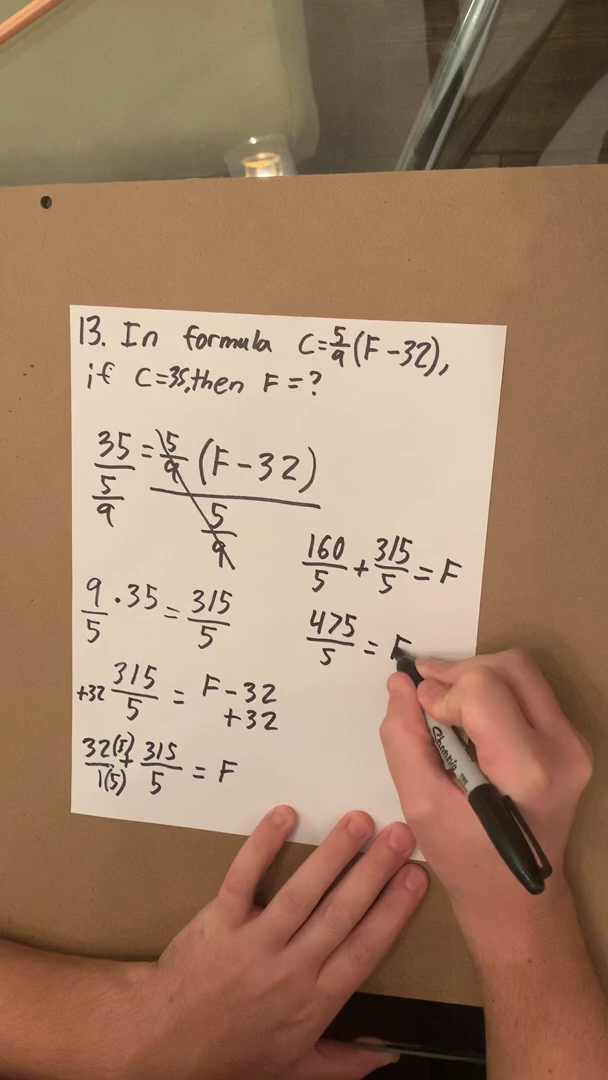 13. In formula C=5/9(F-32),
if C=35, then F=?
35/(5/9) = 5/9 (F-32)/(5/9)
9/5 · 35 = 315/5
+32 315/5 = F-32
+32
32(5)/1(5) + 315/5 = F
160/5 + 315/5 = F
475/5 = F
Sharpie